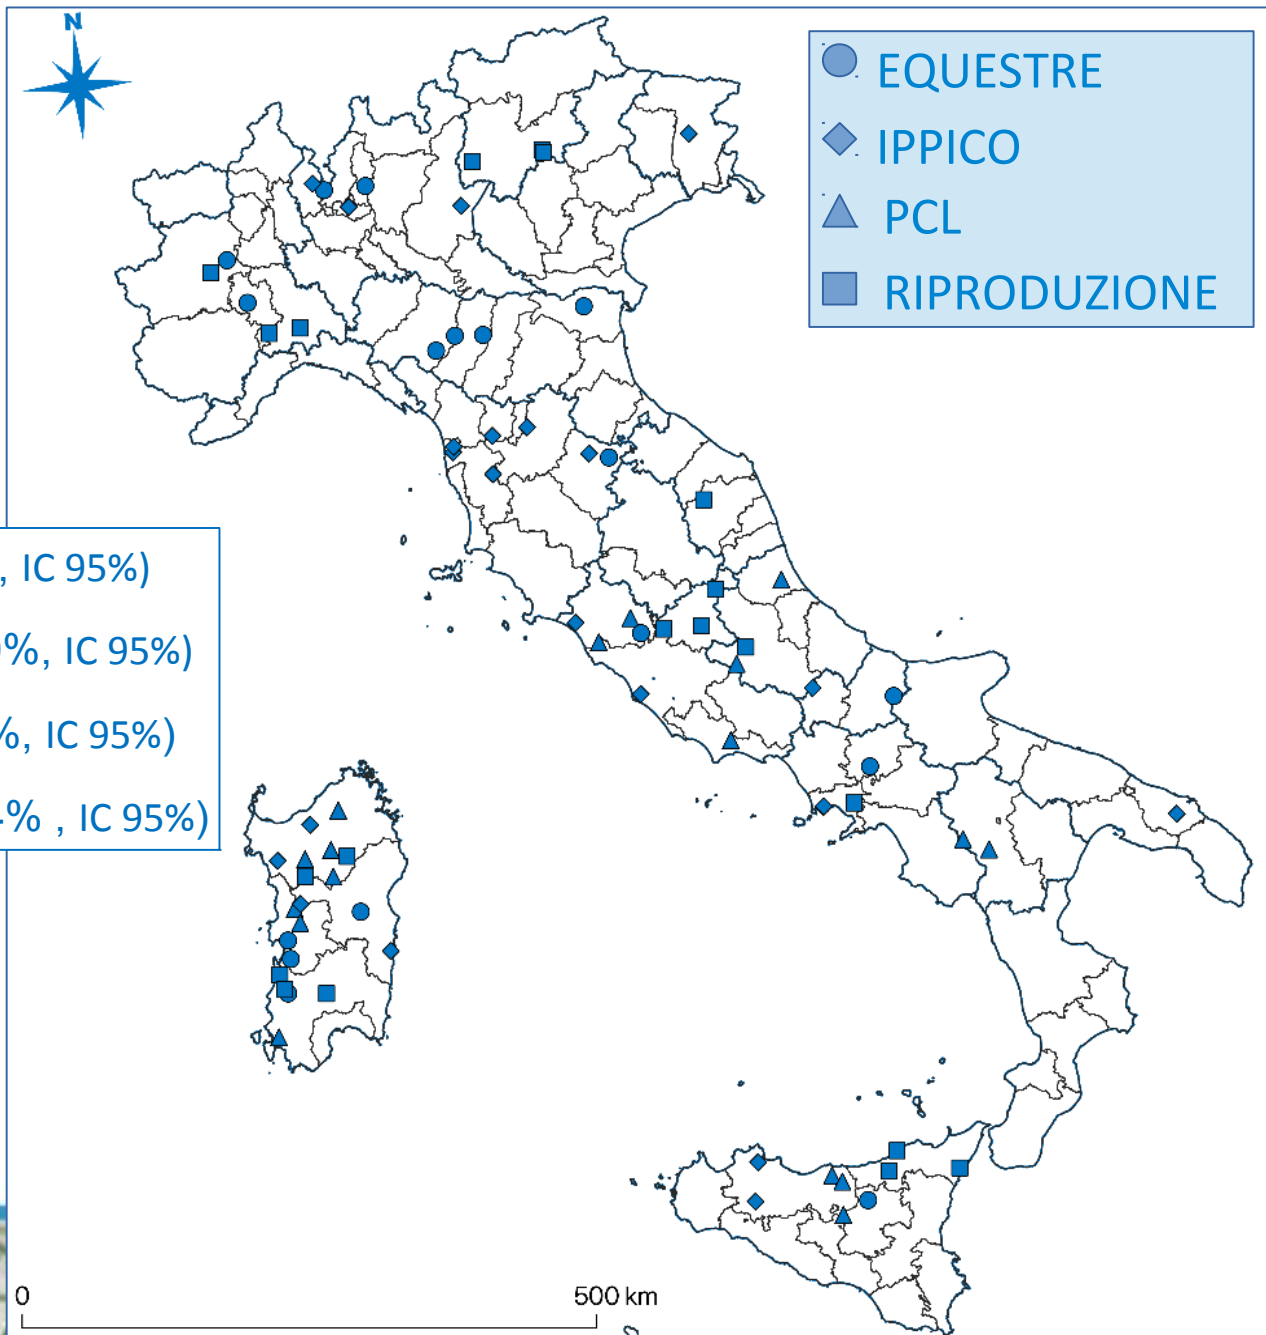 N
EQUESTRE
IPPICO
PCL
RIPRODUZIONE
, IC 95%)
%, IC 95%)
%, IC 95%)
% , IC 95%)
0
500 km